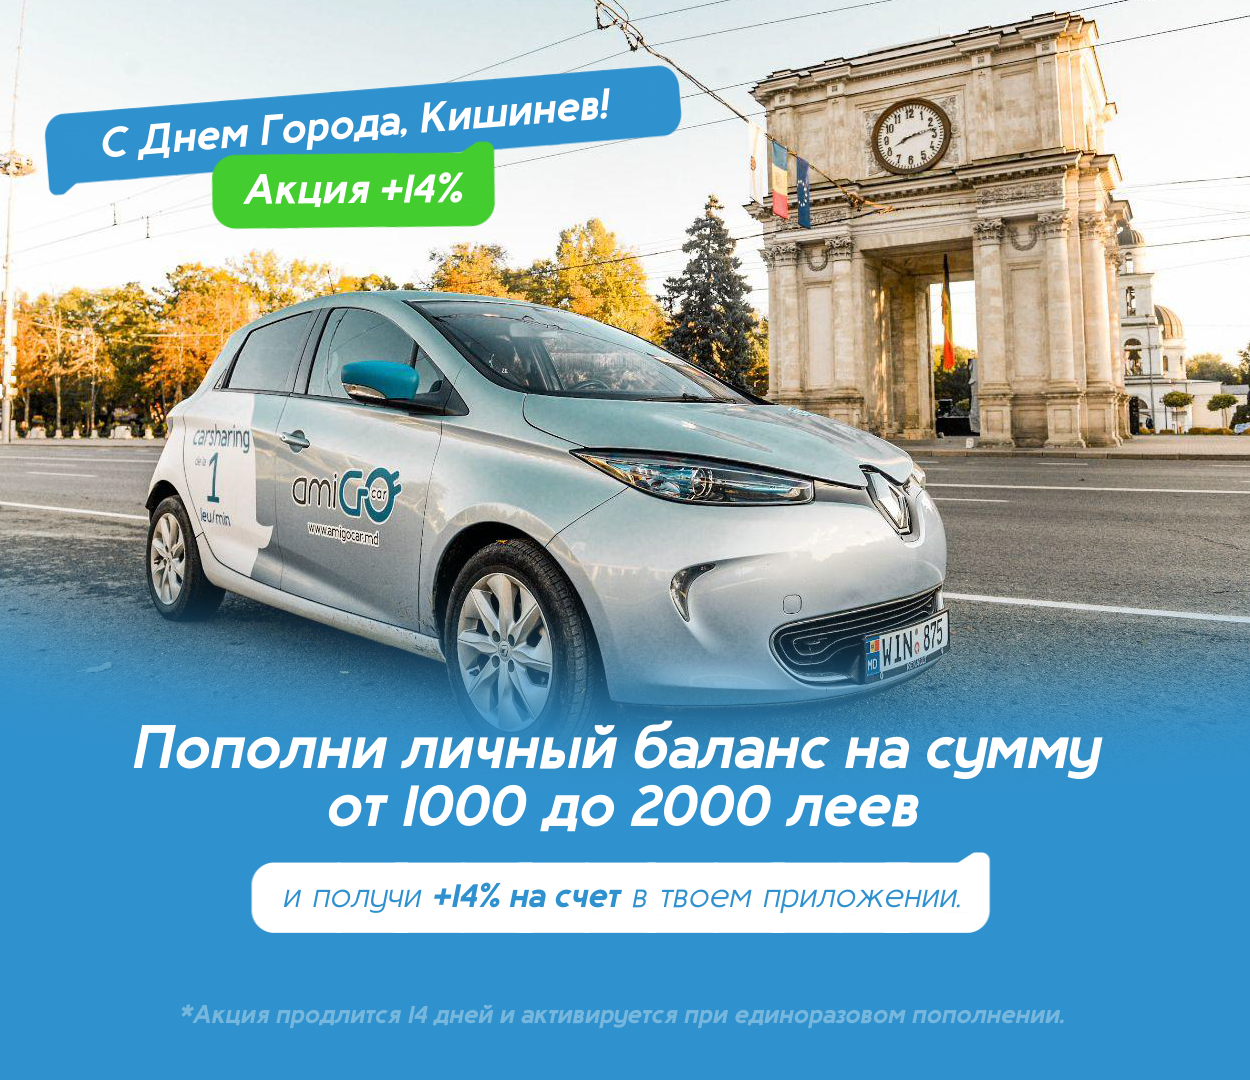 С Днем Города, Кишинев!
Акция +14%
carsharing
de la
1
leu/min
amiGO
car
www.amigocar.md
MD WIN 875
Пополни личный баланс на сумму
от 1000 до 2000 леев
и получи +14% на счет в твоем приложении.
*Акция продлится 14 дней и активируется при единоразовом пополнении.